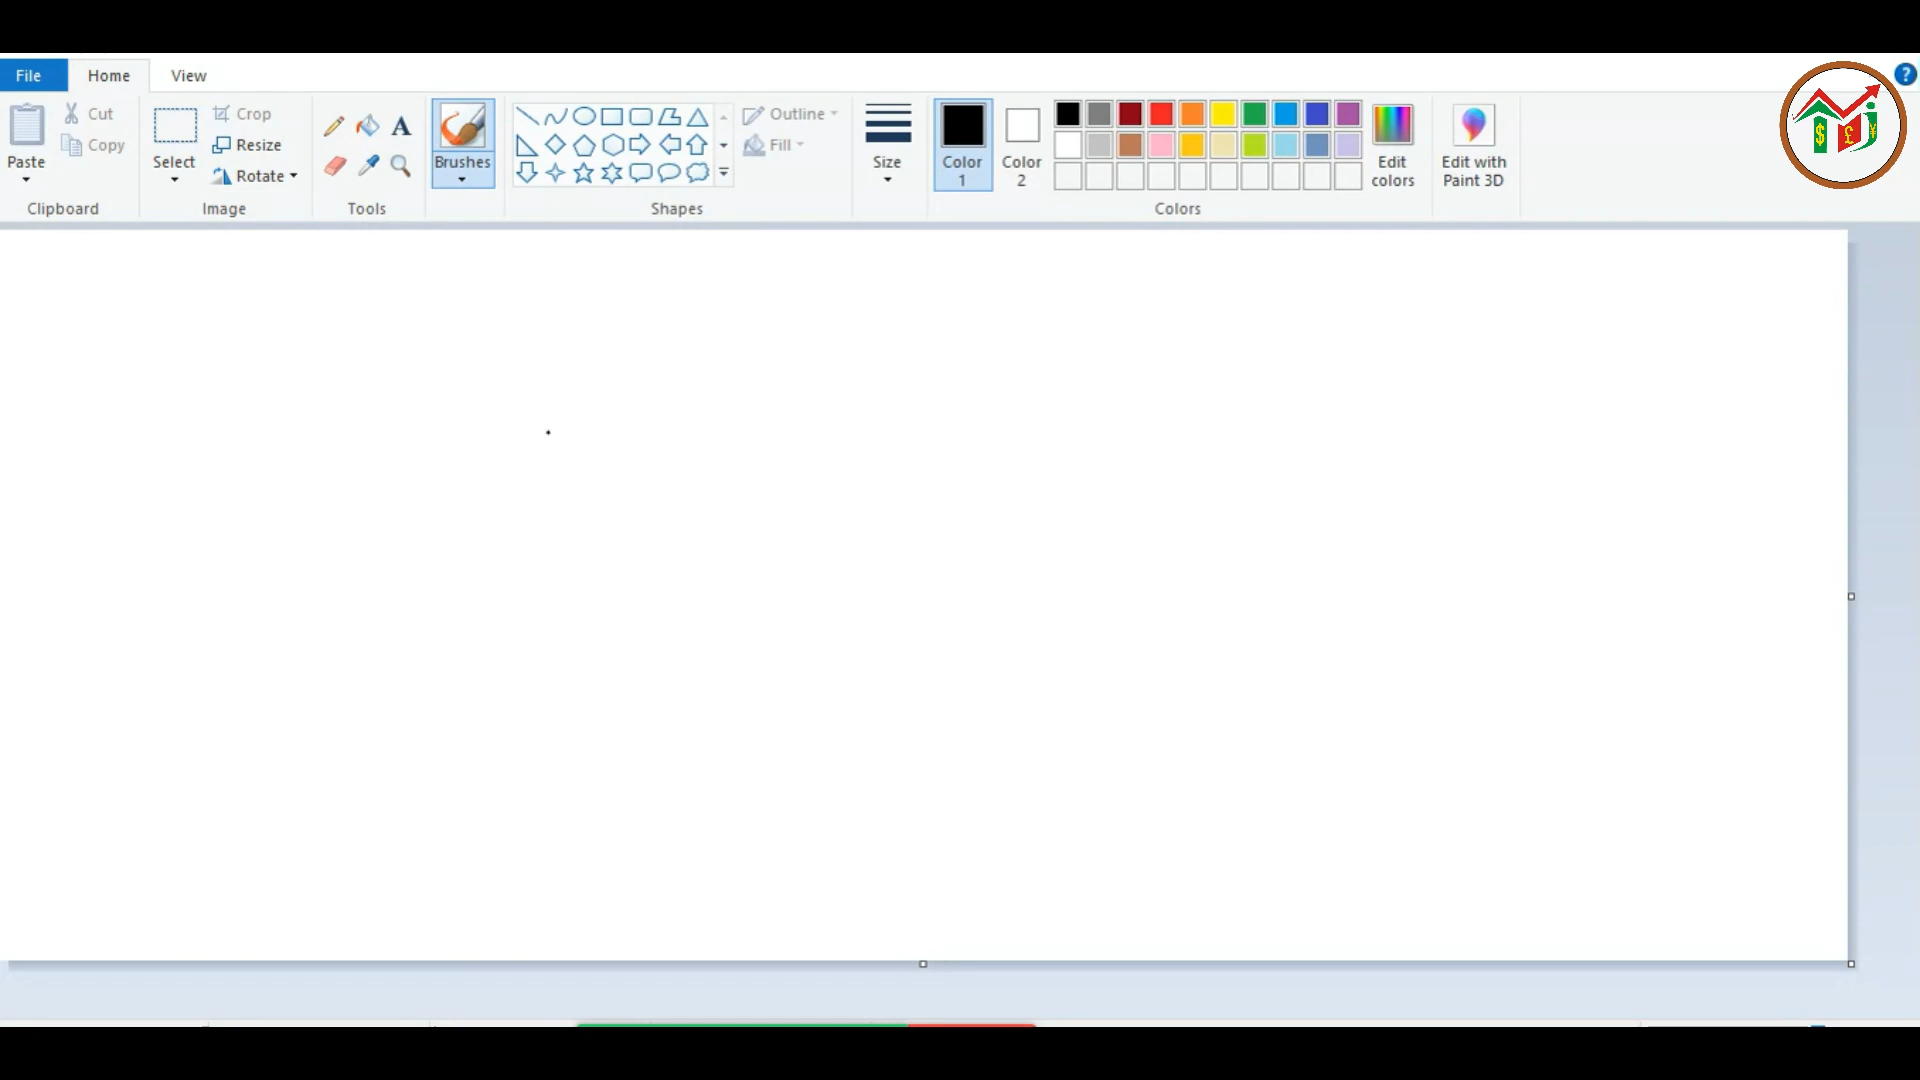 File Home View ?
Paste Cut Copy
Clipboard
Select Crop Resize Rotate
Image
A
Tools
Brushes
Shapes
Outline
Fill
Size
Color 1
Color 2
Edit colors
Colors
Edit with Paint 3D
$ £ ¥